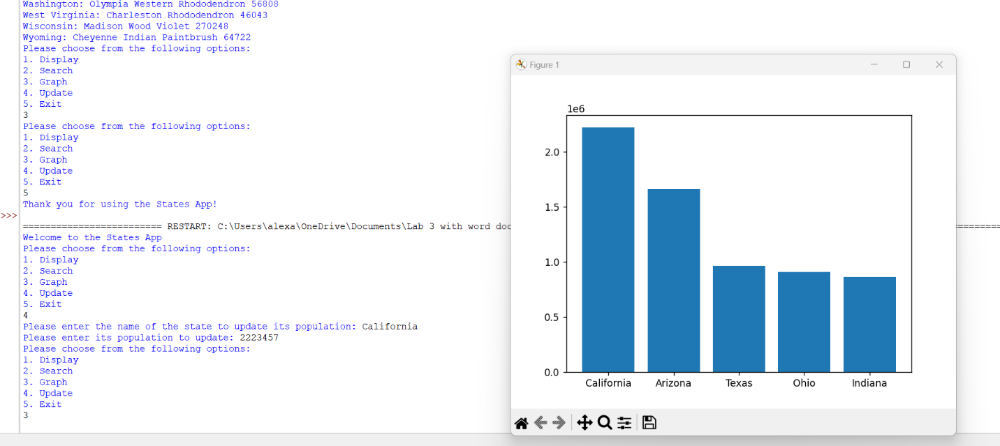 Washington: Olympia Western Rhododendron 56808
West Virginia: Charleston Rhododendron 46043
Wisconsin: Madison Wood Violet 270248
Wyoming: Cheyenne Indian Paintbrush 64722
Please choose from the following options:
1. Display
2. Search
3. Graph
4. Update
5. Exit
3
Please choose from the following options:
1. Display
2. Search
3. Graph
4. Update
5. Exit
5
Thank you for using the States App!
>>>
========================= RESTART: C:\Users\alexa\OneDrive\Documents\Lab 3 with word doc ========
Welcome to the States App
Please choose from the following options:
1. Display
2. Search
3. Graph
4. Update
5. Exit
4
Please enter the name of the state to update its population: California
Please enter its population to update: 2223457
Please choose from the following options:
1. Display
2. Search
3. Graph
4. Update
5. Exit
3
Figure 1
1e6
2.0
1.5
1.0
0.5
0.0
California Arizona Texas Ohio Indiana